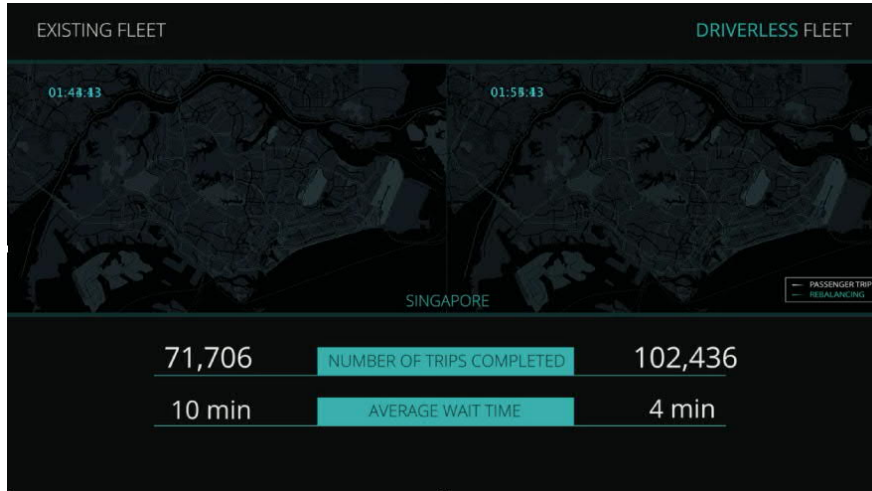 EXISTING FLEET
DRIVERLESS FLEET
SINGAPORE
PASSENGER TRIP
REBALANCING
71,706 NUMBER OF TRIPS COMPLETED 102,436
10 min AVERAGE WAIT TIME 4 min